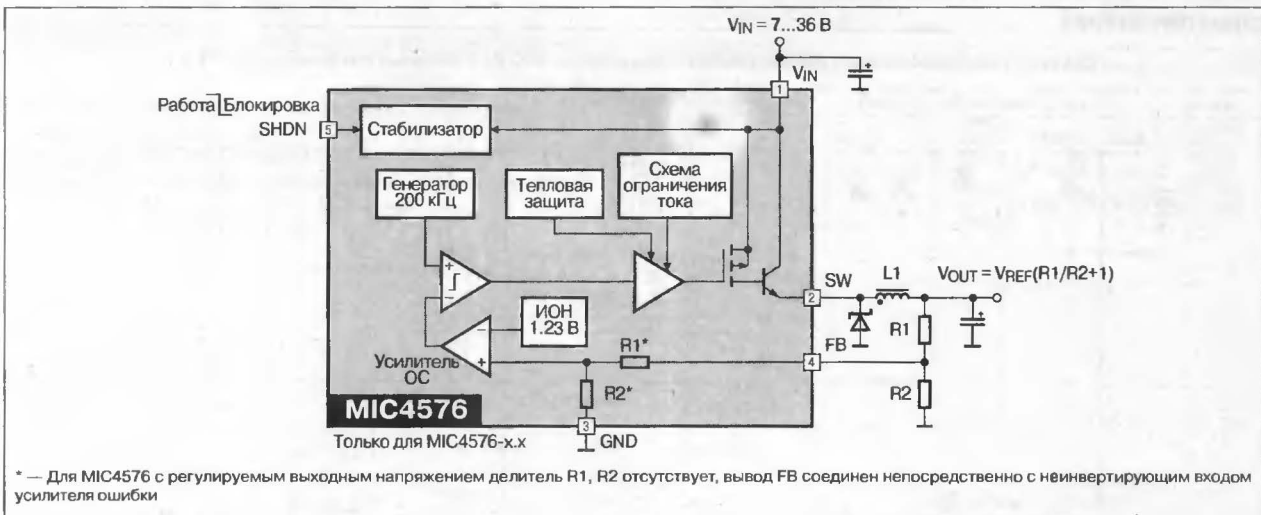 VIN = 7...36 В
VIN
1
Работа Блокировка
SHDN
5
Стабилизатор
Генератор
200 кГц
Тепловая
защита
Схема
ограничения
тока
+
−
SW
2
L1
VOUT = VREF(R1/R2+1)
+
ИОН
1.23 В
−
+
Усилитель
ОС
R1*
FB
4
R1
R2*
R2
MIC4576
3
GND
Только для MIC4576-x.x
* — Для MIC4576 с регулируемым выходным напряжением делитель R1, R2 отсутствует, вывод FB соединен непосредственно с неинвертирующим входом
усилителя ошибки